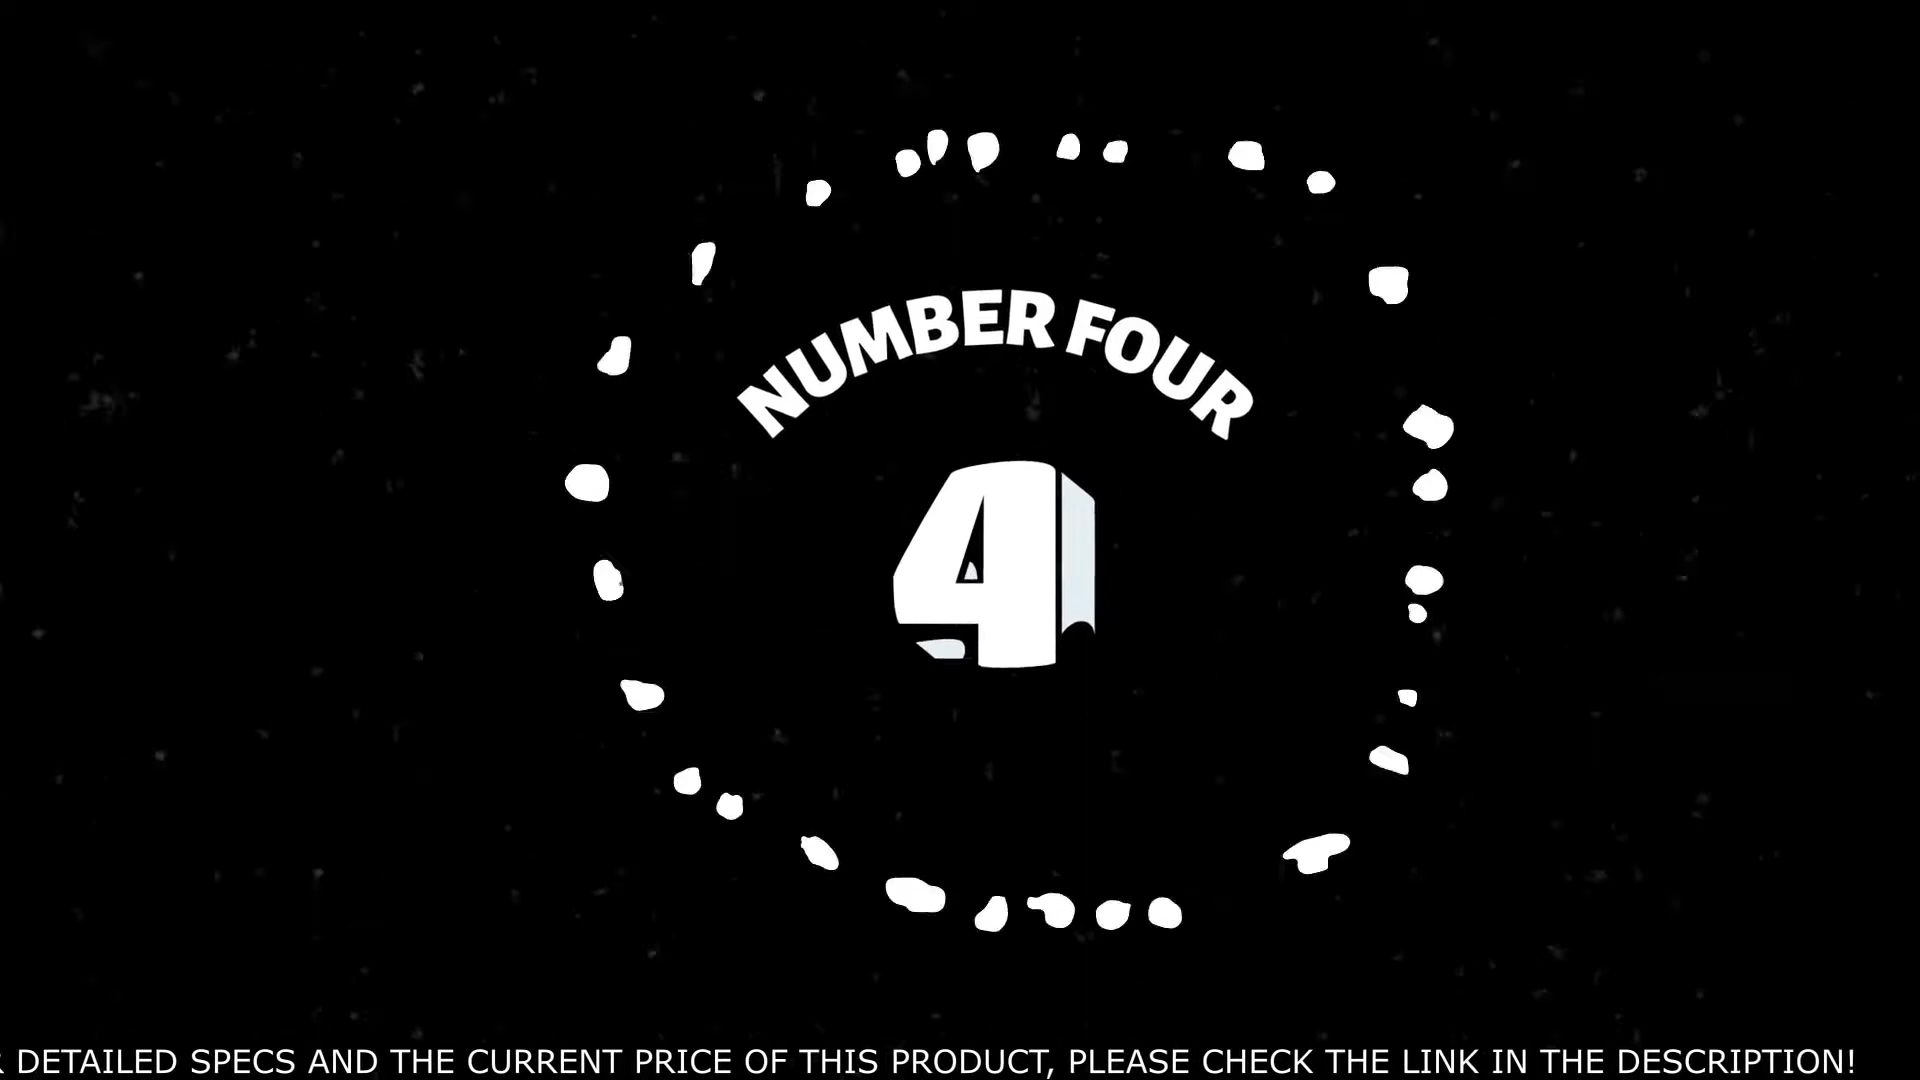 NUMBER FOUR
4
DETAILED SPECS AND THE CURRENT PRICE OF THIS PRODUCT, PLEASE CHECK THE LINK IN THE DESCRIPTION!